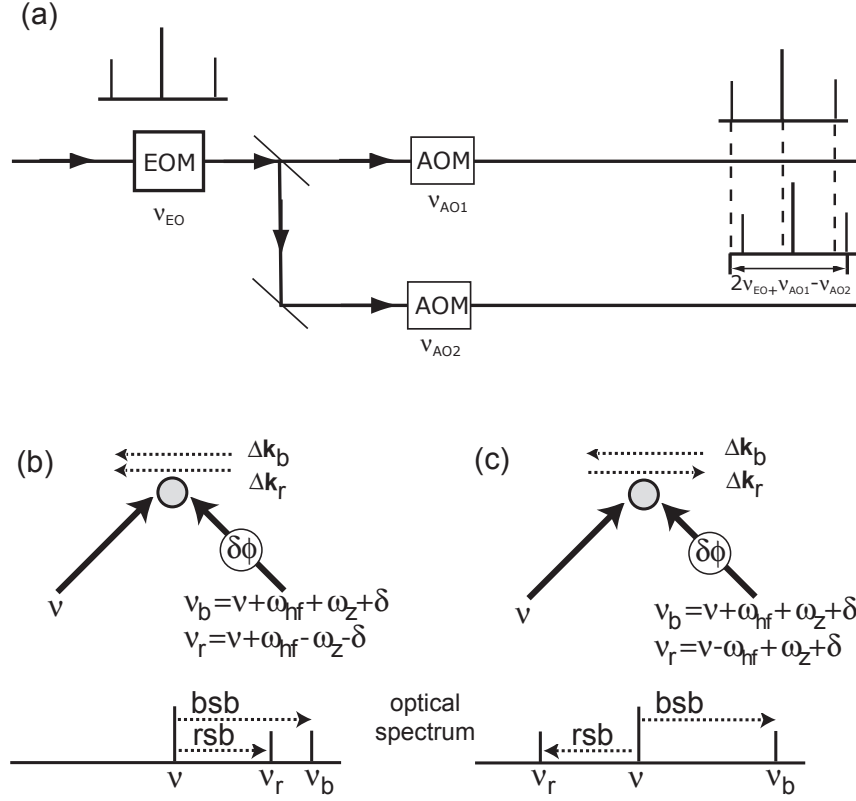 (a)
EOM
AOM
ν_EO
ν_AO1
2ν_EO+ν_AO1-ν_AO2
AOM
ν_AO2
(b)
Δk_b
Δk_r
δϕ
ν
ν_b=ν+ω_hf+ω_z+δ
ν_r=ν+ω_hf-ω_z-δ
bsb
rsb
ν
ν_r
ν_b
optical
spectrum
(c)
Δk_b
Δk_r
δϕ
ν
ν_b=ν+ω_hf+ω_z+δ
ν_r=ν-ω_hf+ω_z+δ
bsb
rsb
ν_r
ν
ν_b